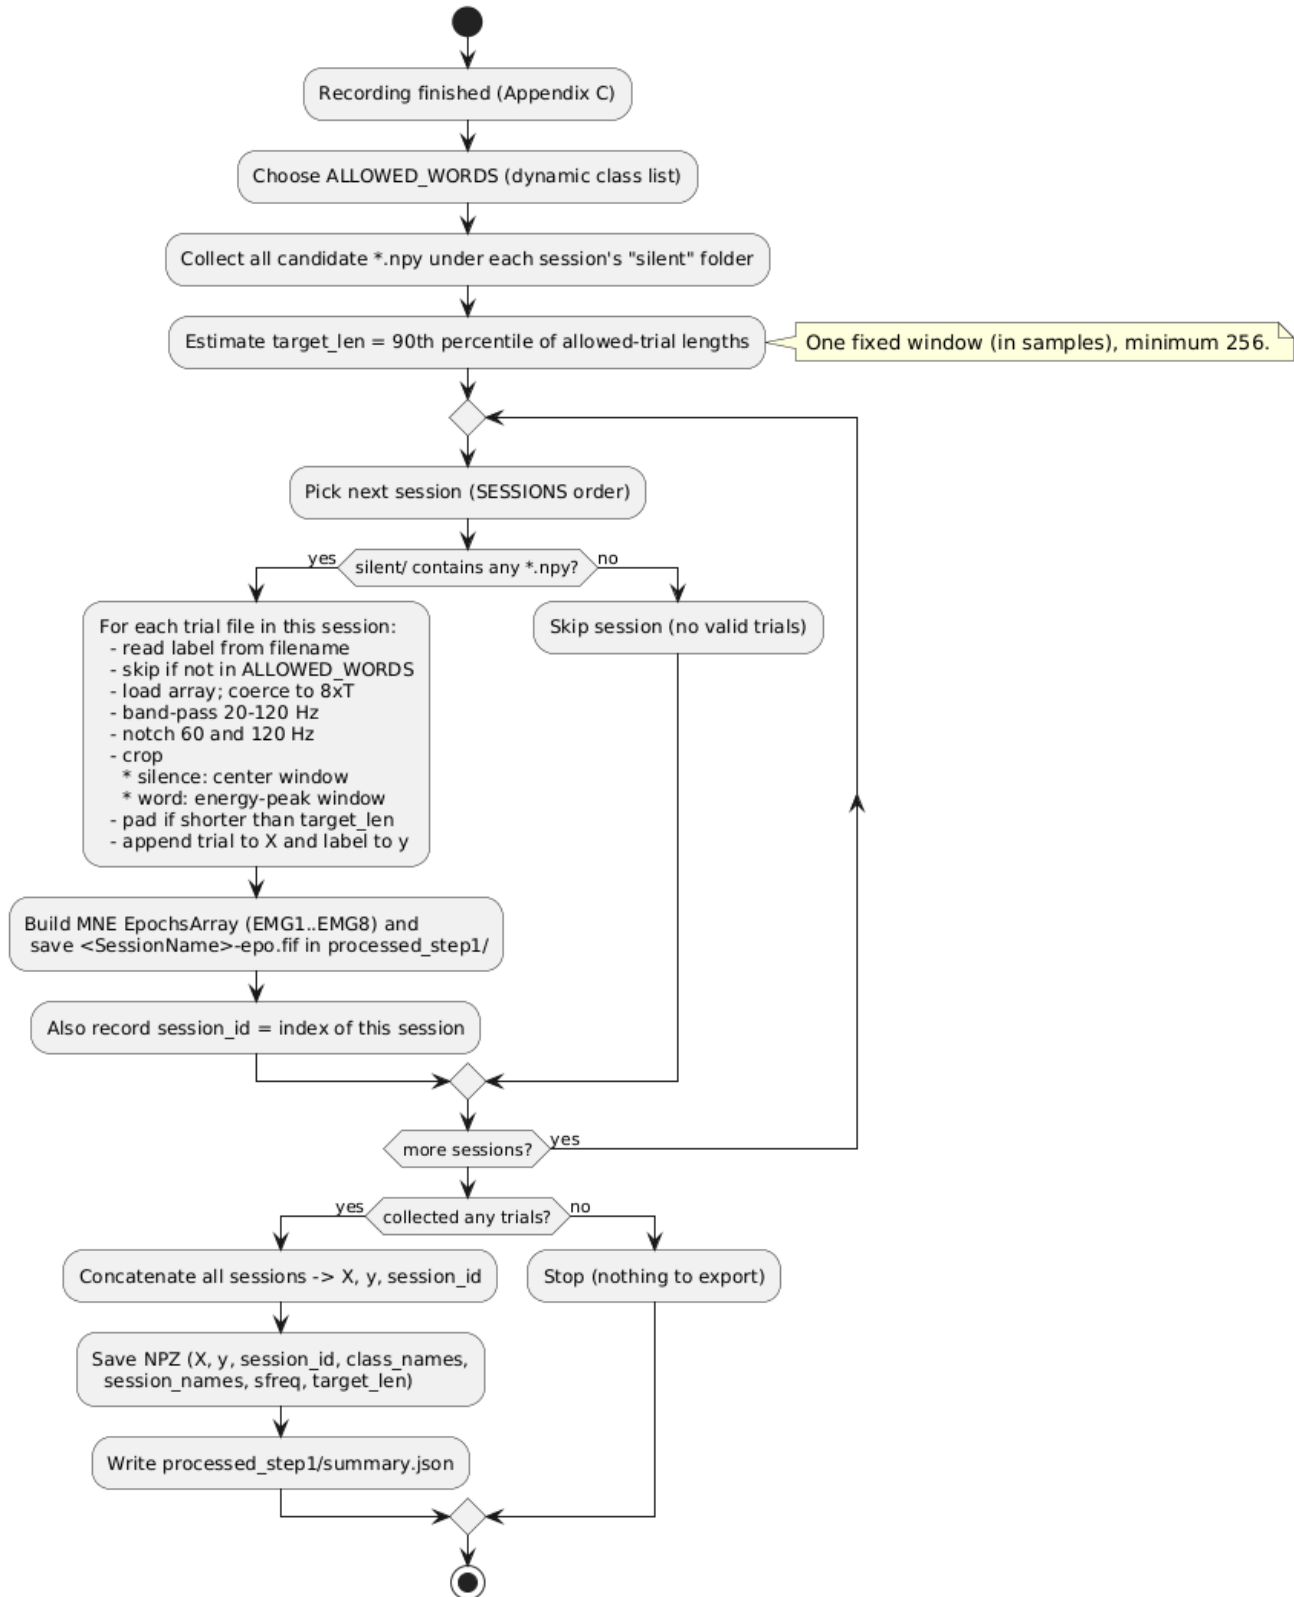 Recording finished (Appendix C)
Choose ALLOWED_WORDS (dynamic class list)
Collect all candidate *.npy under each session's "silent" folder
Estimate target_len = 90th percentile of allowed-trial lengths
One fixed window (in samples), minimum 256.
Pick next session (SESSIONS order)
silent/ contains any *.npy?
yes
no
For each trial file in this session:
- read label from filename
- skip if not in ALLOWED_WORDS
- load array; coerce to 8xT
- band-pass 20-120 Hz
- notch 60 and 120 Hz
- crop
* silence: center window
* word: energy-peak window
- pad if shorter than target_len
- append trial to X and label to y
Skip session (no valid trials)
Build MNE EpochsArray (EMG1..EMG8) and
save <SessionName>-epo.fif in processed_step1/
Also record session_id = index of this session
more sessions?
yes
collected any trials?
yes
no
Concatenate all sessions -> X, y, session_id
Stop (nothing to export)
Save NPZ (X, y, session_id, class_names,
session_names, sfreq, target_len)
Write processed_step1/summary.json